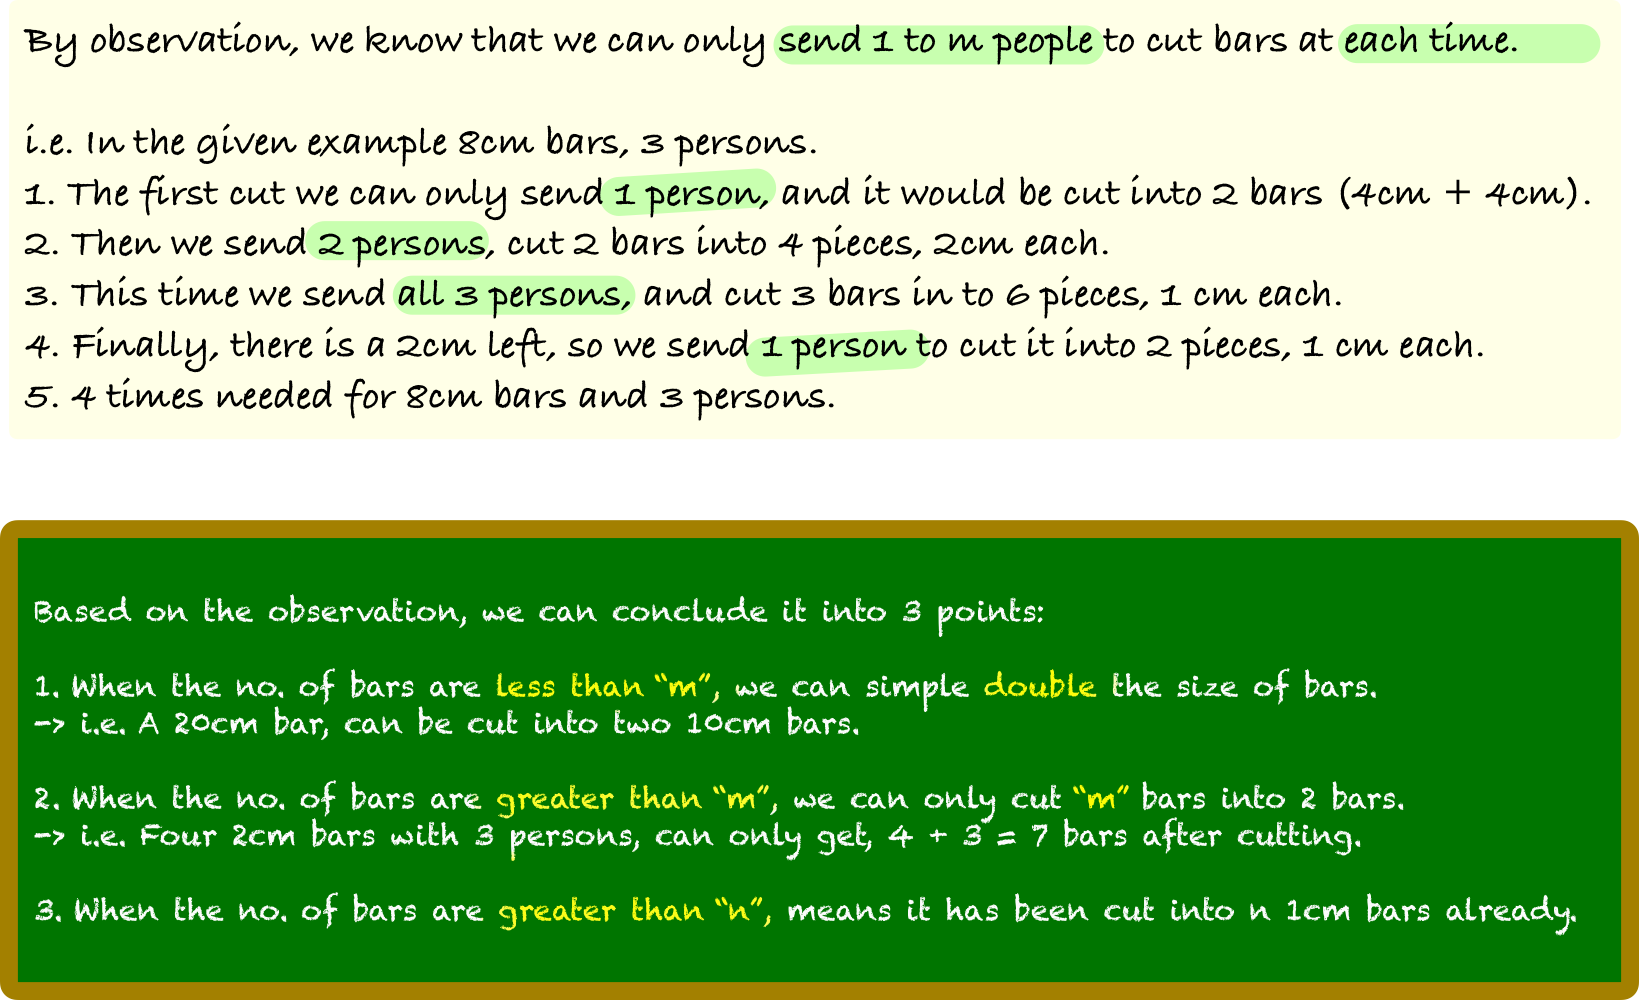 By observation, we know that we can only send 1 to m people to cut bars at each time.
i.e. In the given example 8cm bars, 3 persons.
1. The first cut we can only send 1 person, and it would be cut into 2 bars (4cm + 4cm).
2. Then we send 2 persons, cut 2 bars into 4 pieces, 2cm each.
3. This time we send all 3 persons, and cut 3 bars in to 6 pieces, 1 cm each.
4. Finally, there is a 2cm left, so we send 1 person to cut it into 2 pieces, 1 cm each.
5. 4 times needed for 8cm bars and 3 persons.
Based on the observation, we can conclude it into 3 points:
1. When the no. of bars are less than “m”, we can simple double the size of bars.
-> i.e. A 20cm bar, can be cut into two 10cm bars.
2. When the no. of bars are greater than “m”, we can only cut “m” bars into 2 bars.
-> i.e. Four 2cm bars with 3 persons, can only get, 4 + 3 = 7 bars after cutting.
3. When the no. of bars are greater than “n”, means it has been cut into n 1cm bars already.